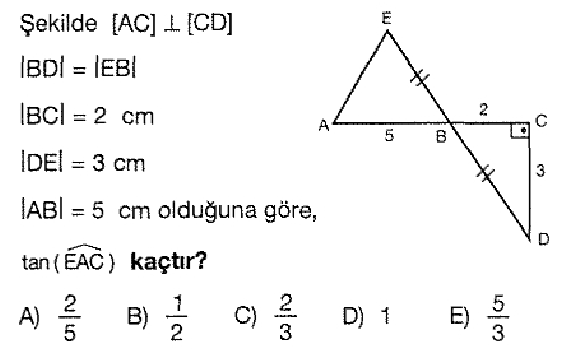 Şekilde [AC] ⊥ [CD]
|BD| = |EB|
|BC| = 2 cm
|DE| = 3 cm
|AB| = 5 cm olduğuna göre,
tan(EAC) kaçtır?
A) 2/5 B) 1/2 C) 2/3 D) 1 E) 5/3
E
2
A
5
B
C
3
D